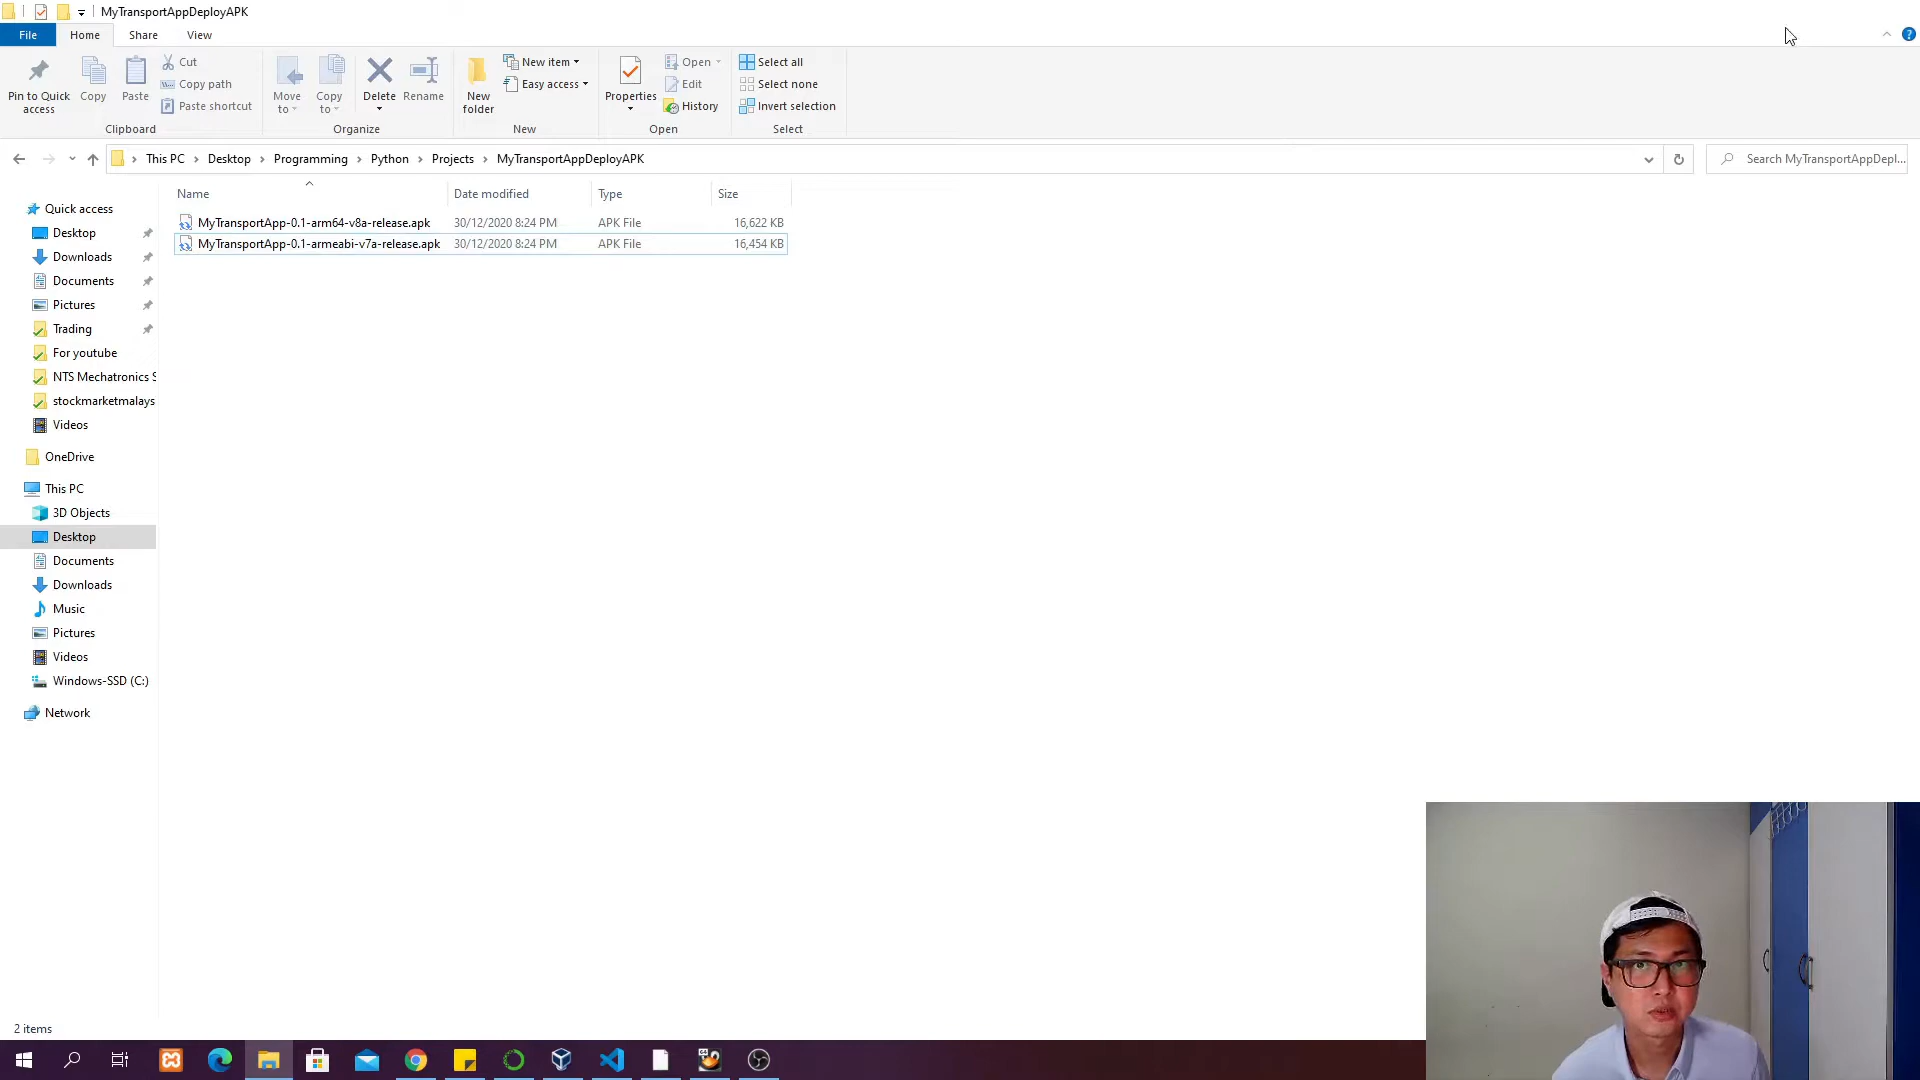 MyTransportAppDeployAPK
File Home Share View
Pin to Quick access
Copy
Paste
Cut
Copy path
Paste shortcut
Clipboard
Move to
Copy to
Delete
Rename
Organize
New folder
New item
Easy access
New
Properties
Open
Edit
History
Open
Select all
Select none
Invert selection
Select
This PC > Desktop > Programming > Python > Projects > MyTransportAppDeployAPK
Search MyTransportAppDepl...
Name Date modified Type Size
MyTransportApp-0.1-arm64-v8a-release.apk 30/12/2020 8:24 PM APK File 16,622 KB
MyTransportApp-0.1-armeabi-v7a-release.apk 30/12/2020 8:24 PM APK File 16,454 KB
Quick access
Desktop
Downloads
Documents
Pictures
Trading
For youtube
NTS Mechatronics S
stockmarketmalays
Videos
OneDrive
This PC
3D Objects
Desktop
Documents
Downloads
Music
Pictures
Videos
Windows-SSD (C:)
Network
2 items